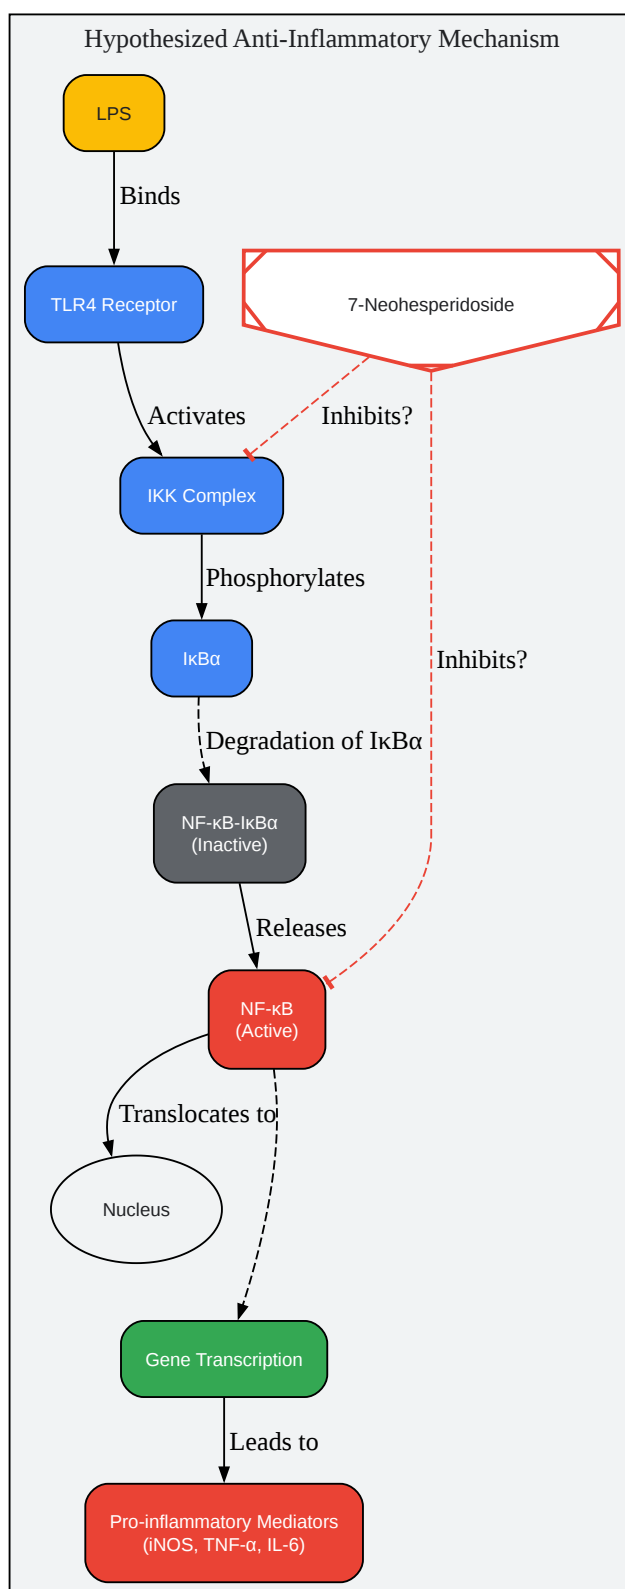 Hypothesized Anti-Inflammatory Mechanism
LPS
Binds
TLR4 Receptor
7-Neohesperidoside
Activates
Inhibits?
IKK Complex
Phosphorylates
IκBα
Inhibits?
Degradation of IκBα
NF-κB-IκBα
(Inactive)
Releases
NF-κB
(Active)
Translocates to
Nucleus
Gene Transcription
Leads to
Pro-inflammatory Mediators
(iNOS, TNF-α, IL-6)